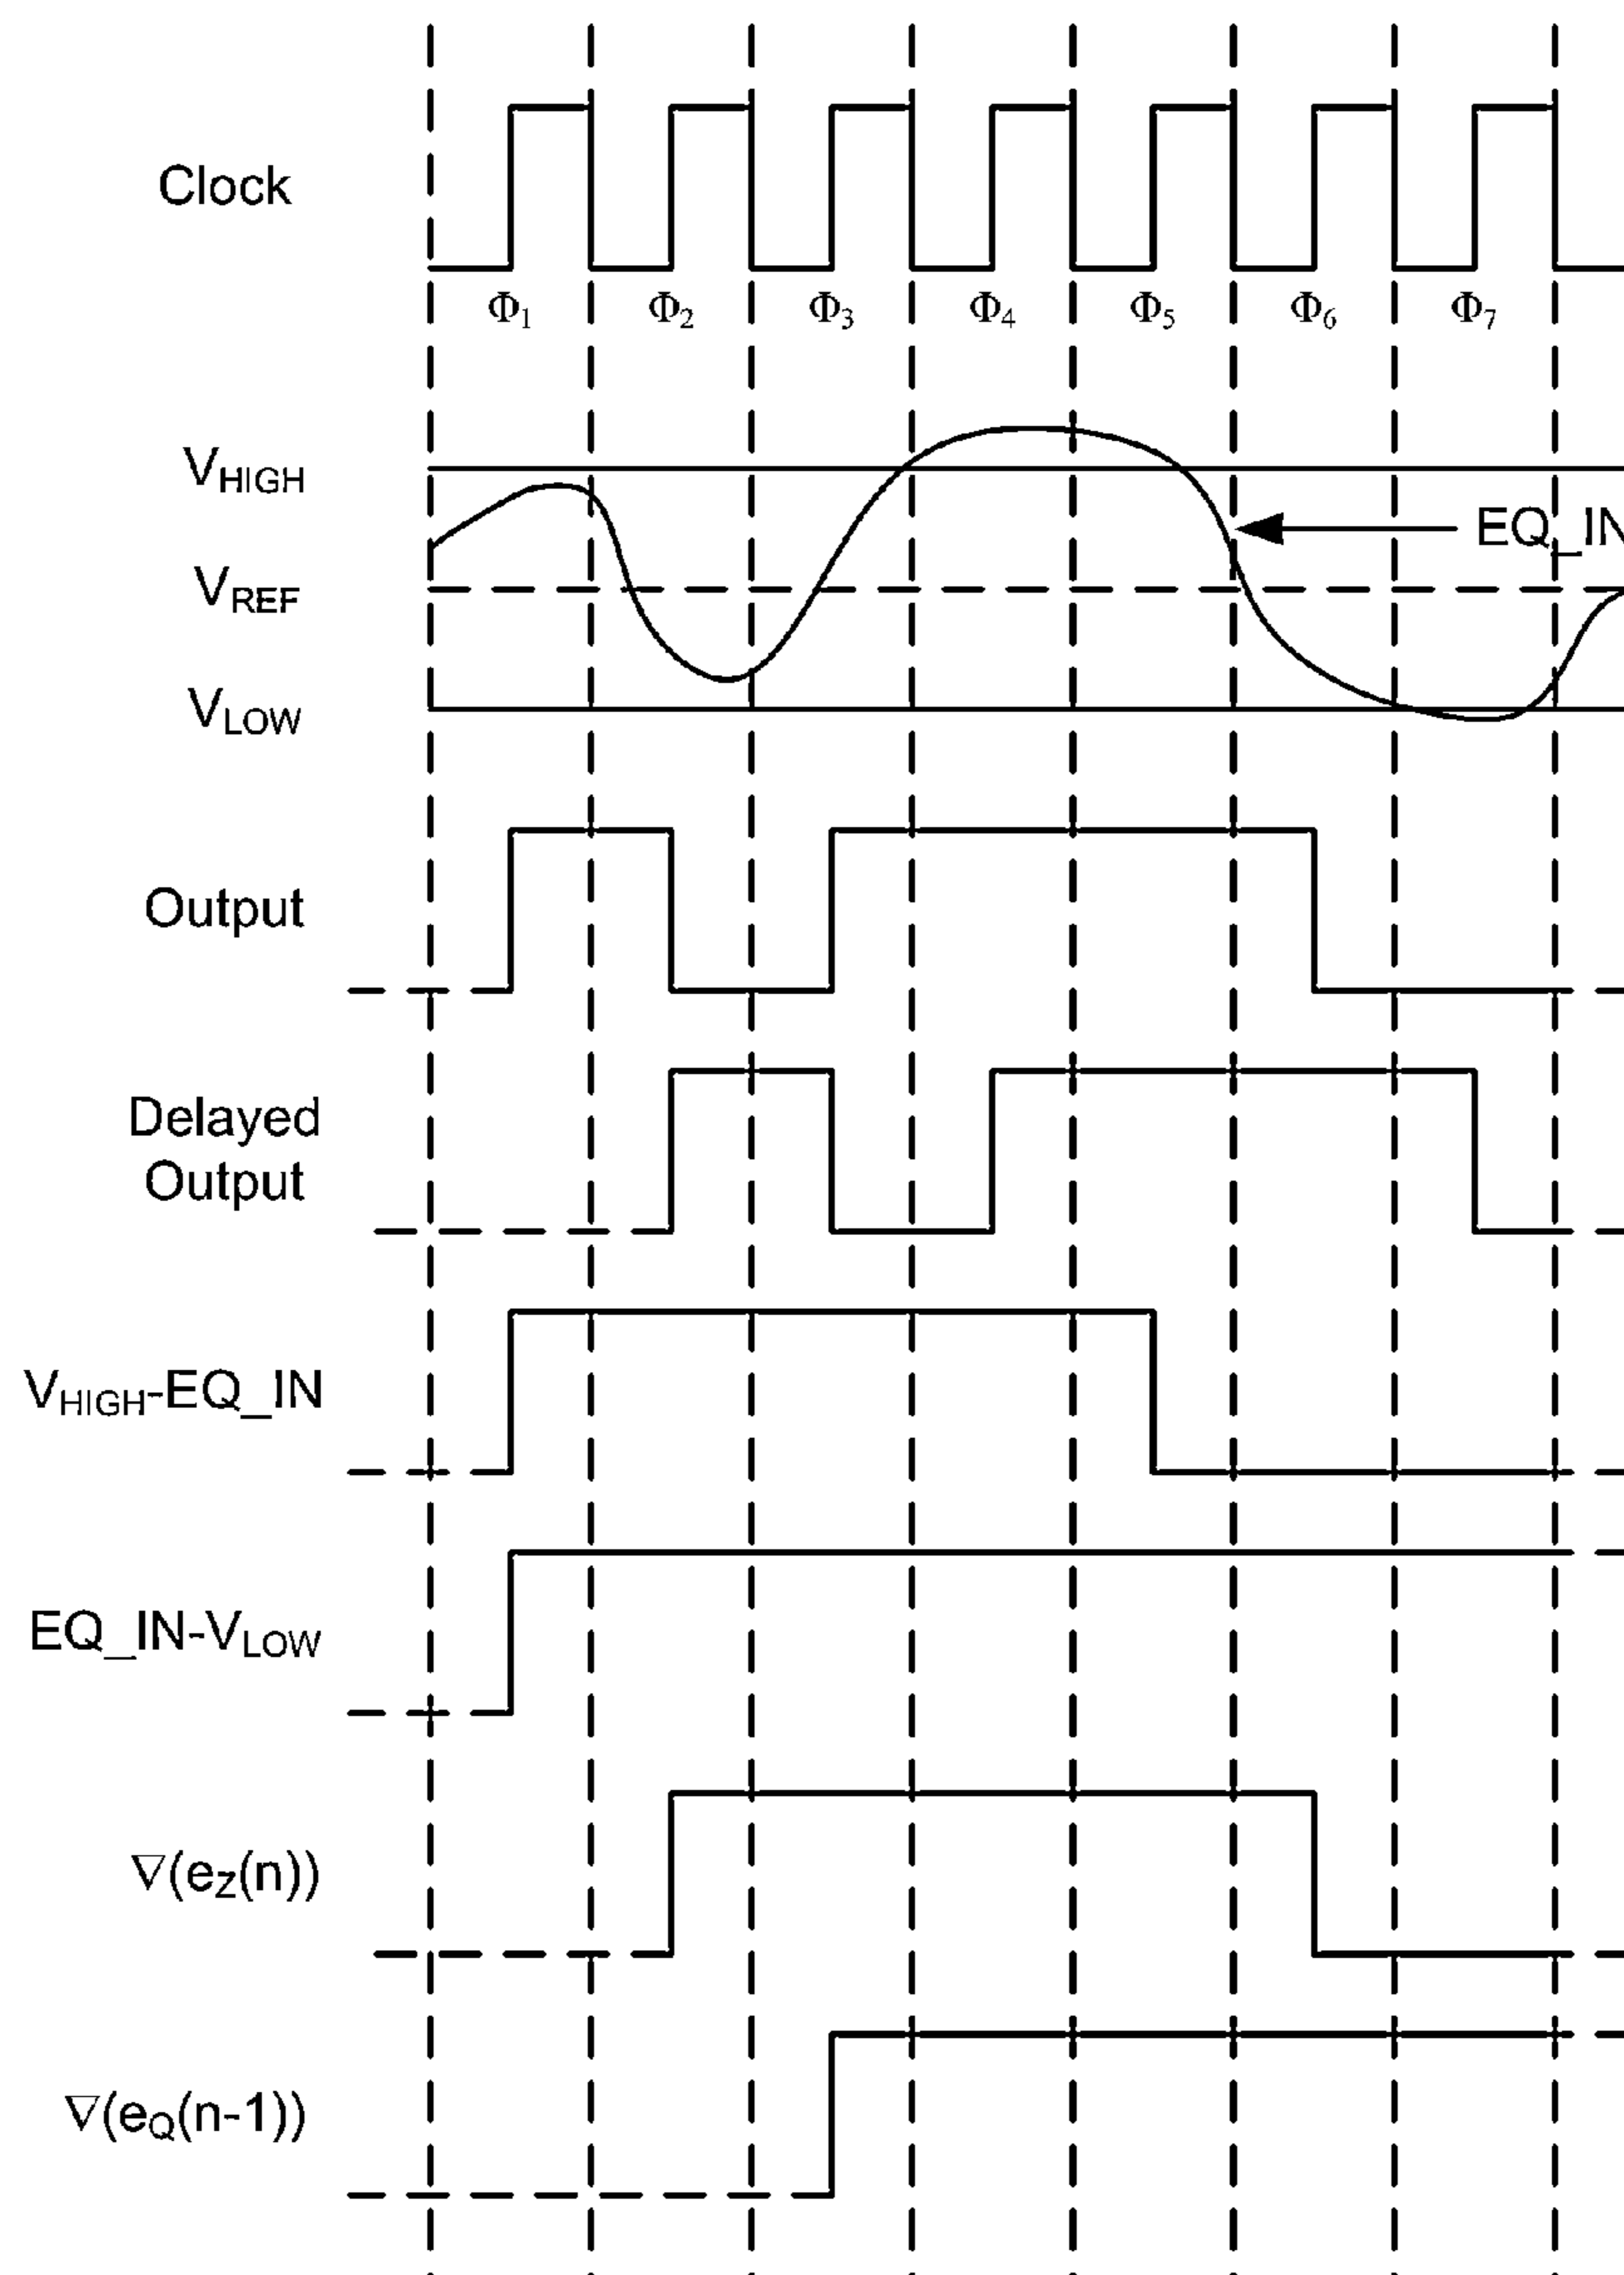 Clock
Φ1 Φ2 Φ3 Φ4 Φ5 Φ6 Φ7
VHIGH
EQ_IN
VREF
VLOW
Output
Delayed
Output
VHIGH-EQ_IN
EQ_IN-VLOW
∇(eZ(n))
∇(eQ(n-1))